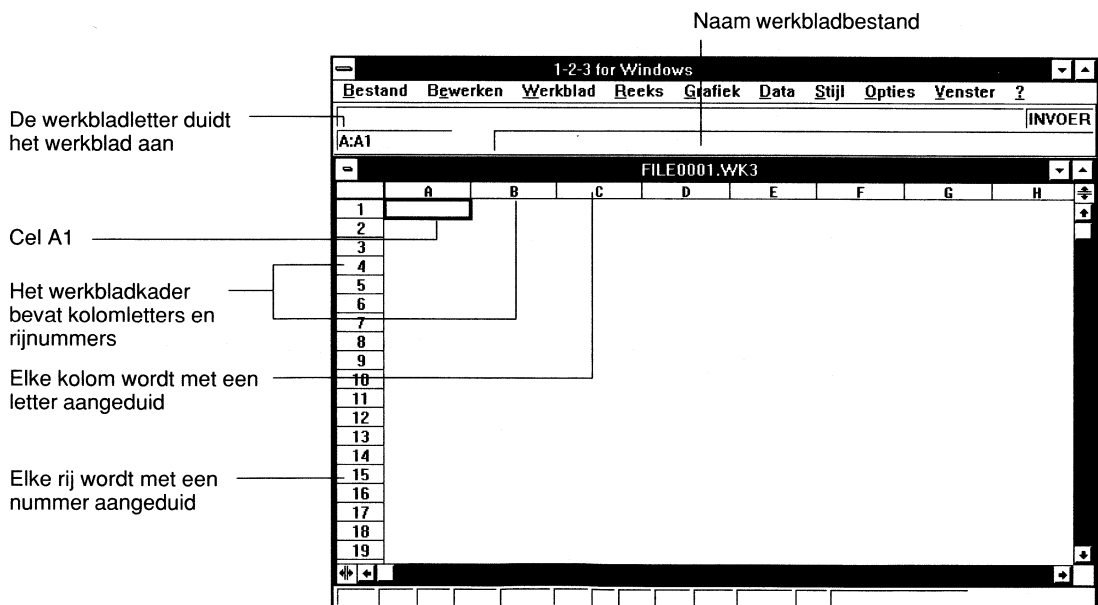 Naam werkbladbestand
1-2-3 for Windows
Bestand Bewerken Werkblad Reeks Grafiek Data Stijl Opties Venster ?
De werkbladletter duidt
het werkblad aan
INVOER
A:A1
FILE0001.WK3
A B C D E F G H
1
2
Cel A1
3
4
5
Het werkbladkader
bevat kolomletters en
rijnummers
6
7
8
9
Elke kolom wordt met een
letter aangeduid
10
11
12
13
14
Elke rij wordt met een
nummer aangeduid
15
16
17
18
19